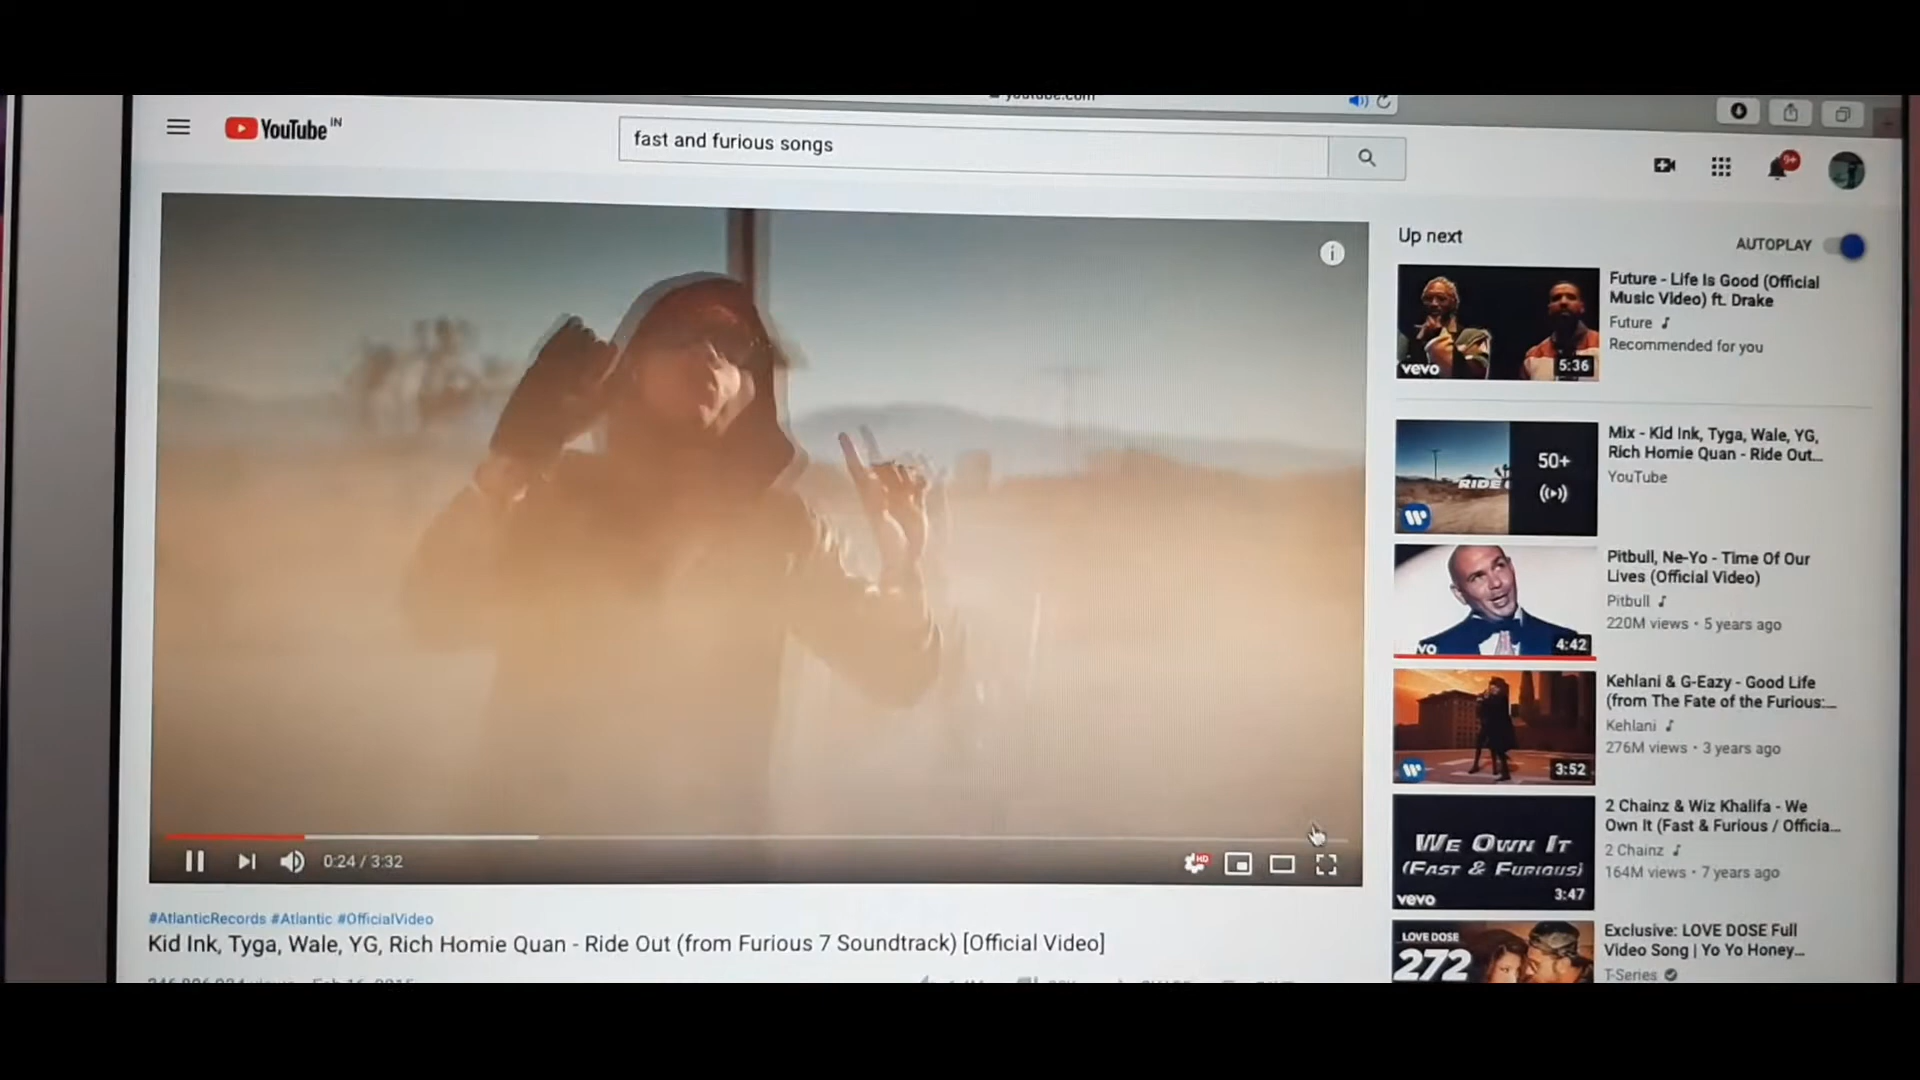 youtube.com
YouTube IN
fast and furious songs
9+
Up next
AUTOPLAY
Future - Life Is Good (Official
Music Video) ft. Drake
Future
Recommended for you
vevo
5:36
Mix - Kid Ink, Tyga, Wale, YG,
Rich Homie Quan - Ride Out...
YouTube
50+
RIDE
Pitbull, Ne-Yo - Time Of Our
Lives (Official Video)
Pitbull
220M views • 5 years ago
4:42
Kehlani & G-Eazy - Good Life
(from The Fate of the Furious:...
Kehlani
276M views • 3 years ago
3:52
2 Chainz & Wiz Khalifa - We
Own It (Fast & Furious / Officia...
2 Chainz
164M views • 7 years ago
WE OWN IT
(FAST & FURIOUS)
vevo
3:47
Exclusive: LOVE DOSE Full
Video Song | Yo Yo Honey...
T-Series
LOVE DOSE
272
0:24 / 3:32
HD
#AtlanticRecords #Atlantic #OfficialVideo
Kid Ink, Tyga, Wale, YG, Rich Homie Quan - Ride Out (from Furious 7 Soundtrack) [Official Video]